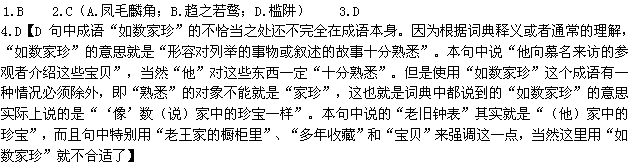 1.B 2.C（A.凤毛麟角；B.趋之若鹜；D.槛阱） 3.D
4.D【D 句中成语“如数家珍”的不恰当之处还不完全在成语本身。因为根据词典释义或者通常的理解，
“如数家珍”的意思就是“形容对列举的事物或叙述的故事十分熟悉”。本句中说“他向慕名来访的参
观者介绍这些宝贝”，当然“他”对这些东西一定“十分熟悉”。但是使用“如数家珍”这个成语有一
种情况必须除外，即“熟悉”的对象不能就是“家珍”，这也就是词典中都说到的“如数家珍”的意思
实际上说的是“‘像’数（说）家中的珍宝一样”。本句中说的“老旧钟表”其实就是“（他）家中的
珍宝”，而且句中特别用“老王家的橱柜里”、“多年收藏”和“宝贝”来强调这一点，当然这里用“如
数家珍”就不合适了】